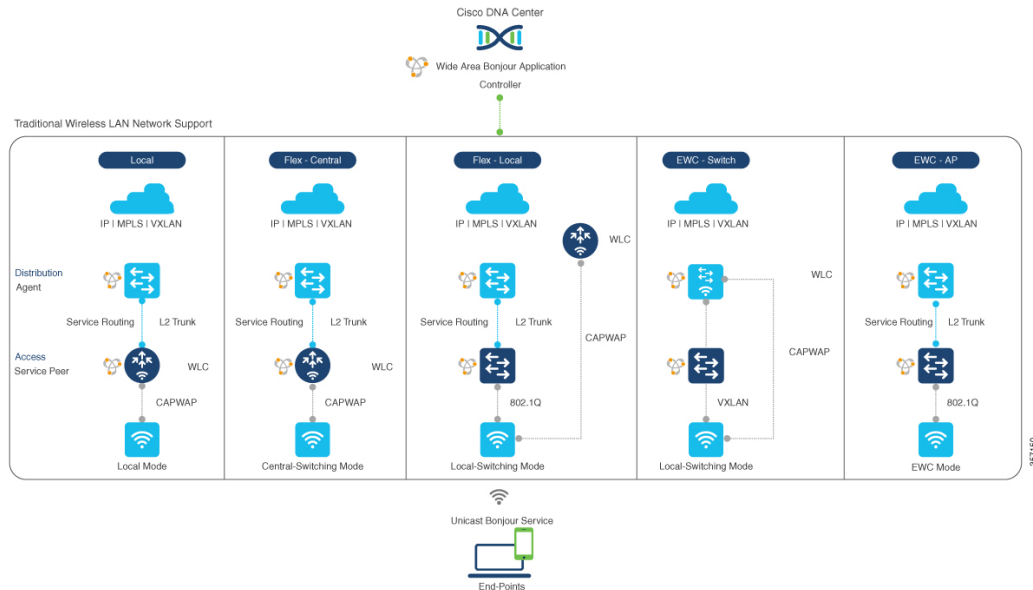 Cisco DNA Center
Wide Area Bonjour Application
Controller
Traditional Wireless LAN Network Support
Local
Flex - Central
Flex - Local
EWC - Switch
EWC - AP
IP | MPLS | VXLAN
IP | MPLS | VXLAN
IP | MPLS | VXLAN
IP | MPLS | VXLAN
IP | MPLS | VXLAN
WLC
Distribution
Agent
WLC
Service Routing
L2 Trunk
Service Routing
L2 Trunk
Service Routing
L2 Trunk
Service Routing
L2 Trunk
CAPWAP
CAPWAP
Access
Service Peer
WLC
WLC
CAPWAP
CAPWAP
802.1Q
VXLAN
802.1Q
Local Mode
Central-Switching Mode
Local-Switching Mode
Local-Switching Mode
EWC Mode
357150
Unicast Bonjour Service
End-Points